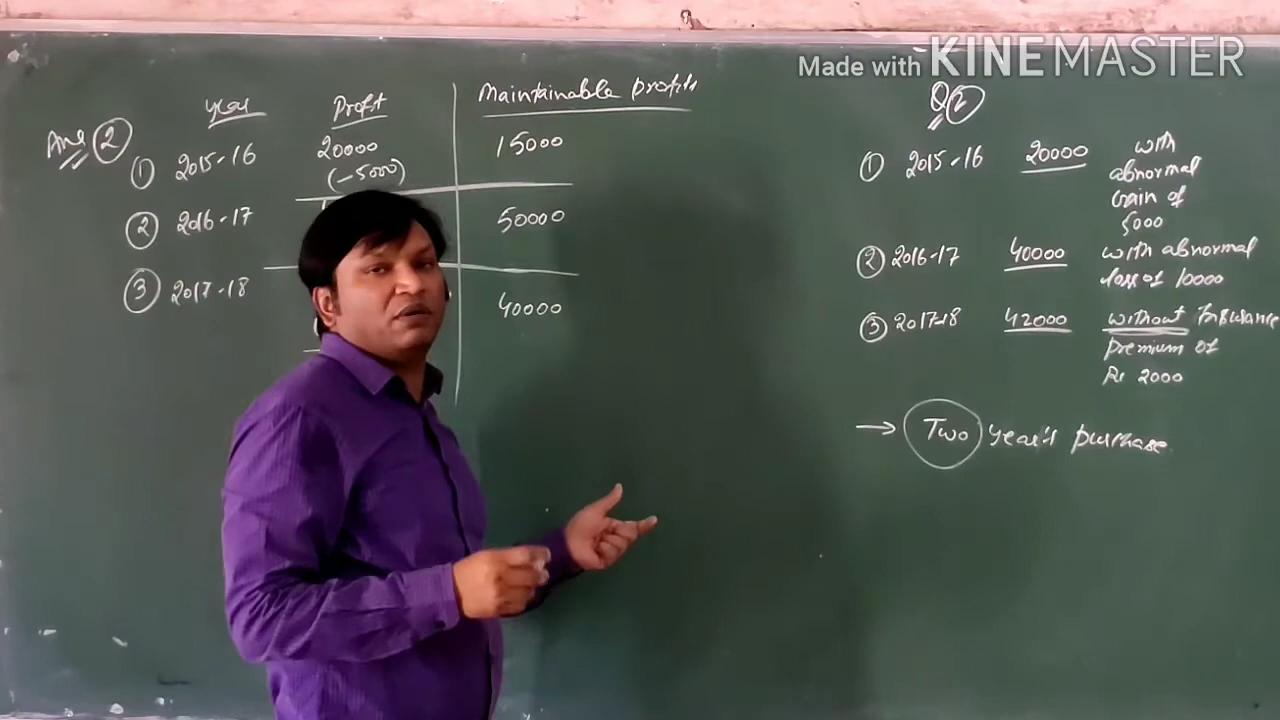 Made with KINEMASTER
Ans 2
year Profit Maintainable profits
1 2015-16 20000 15000
(-5000)
2 2016-17 50000
3 2017-18 40000
Q 2
1 2015-16 20000 with
abnormal
Gain of
5000
2 2016-17 40000 with abnormal
loss of 10000
3 2017-18 42000 without Insurance
premium of
Rs 2000
→ Two year's purchase